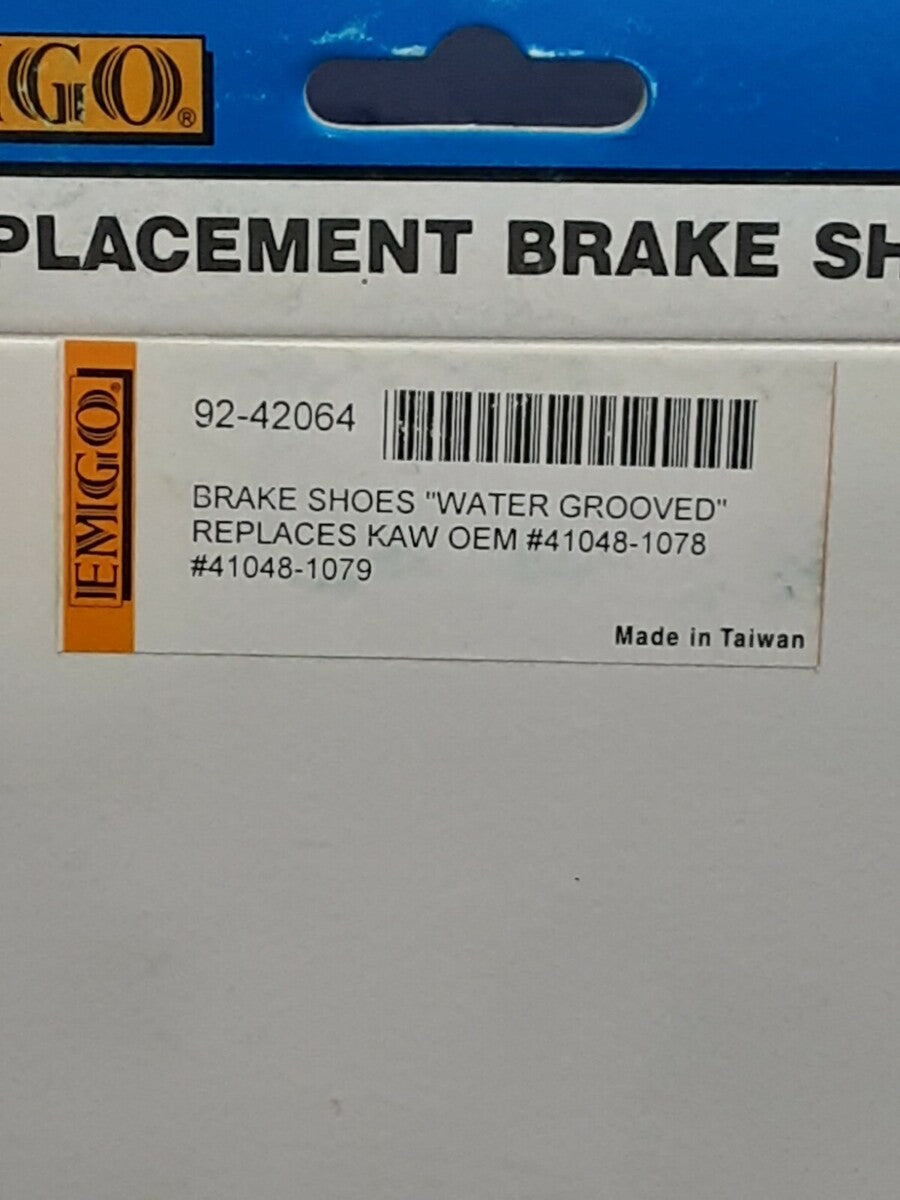 IGO®
PLACEMENT BRAKE SH
EMGO®
92-42064
BRAKE SHOES "WATER GROOVED"
REPLACES KAW OEM #41048-1078
#41048-1079
Made in Taiwan